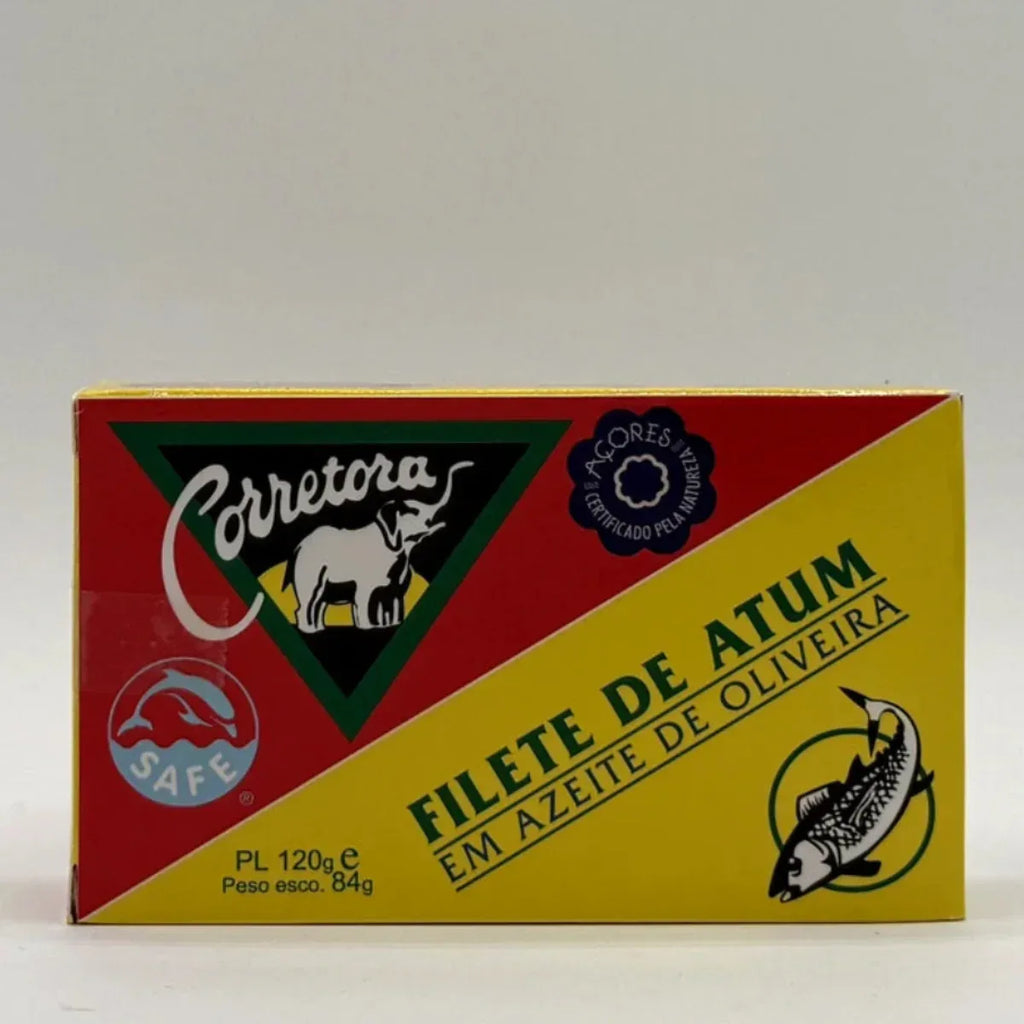 Corretora
AÇORES
CERTIFICADO PELA NATUREZA
FILETE DE ATUM
EM AZEITE DE OLIVEIRA
SAFE
®
PL 120g e
Peso esco. 84g